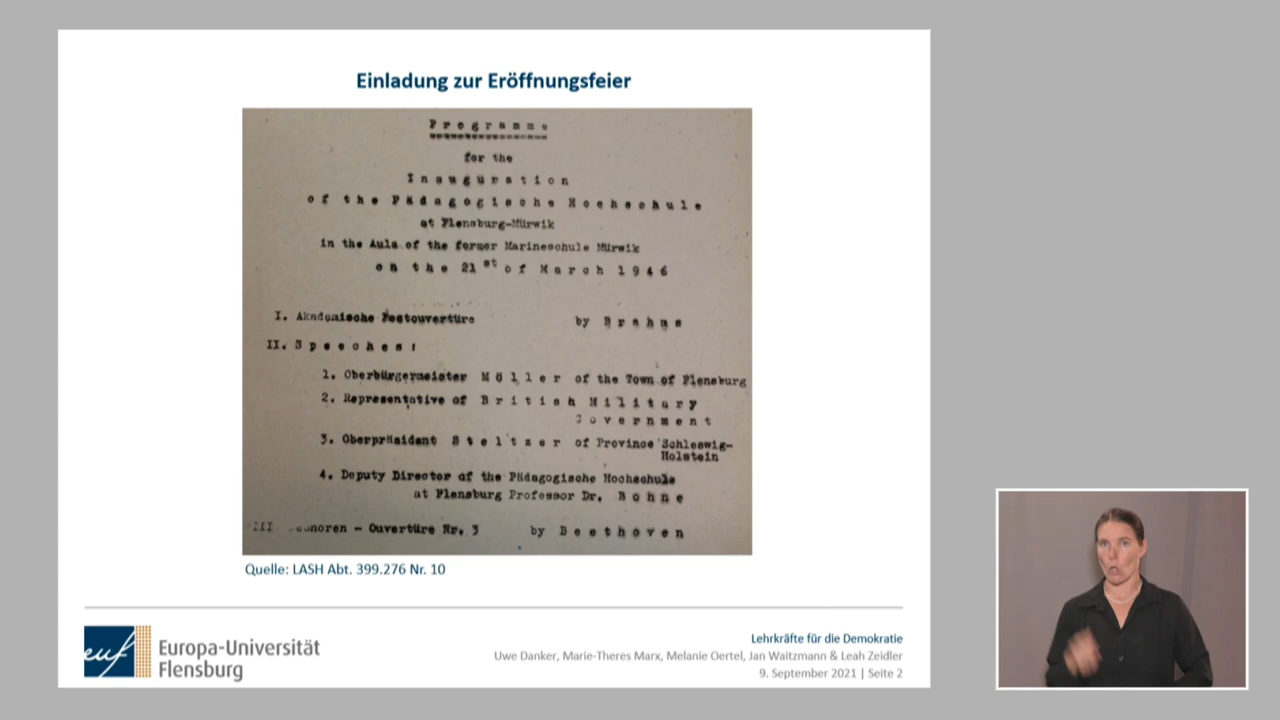 Einladung zur Eröffnungsfeier
Programme
for the
Inauguration
of the Pädagogische Hochschule
at Flensburg-Mürwik
in the Aula of the former Marineschule Mürwik
on the 21st of March 1946
I. Akademische Festouvertüre by Brahms
II. Speeches:
1. Oberbürgermeister Möller of the Town of Flensburg
2. Representative of British Military
Government
3. Oberpräsident Steltzer of Province Schleswig-
Holstein
4. Deputy Director of the Pädagogische Hochschule
at Flensburg Professor Dr. Bohne
III - Ouvertüre Nr. 3 by Beethoven
Quelle: LASH Abt. 399.276 Nr. 10
euf
Europa-Universität
Flensburg
Lehrkräfte für die Demokratie
Uwe Danker, Marie-Theres Marx, Melanie Oertel, Jan Waitzmann & Leah Zeidler
9. September 2021 | Seite 2